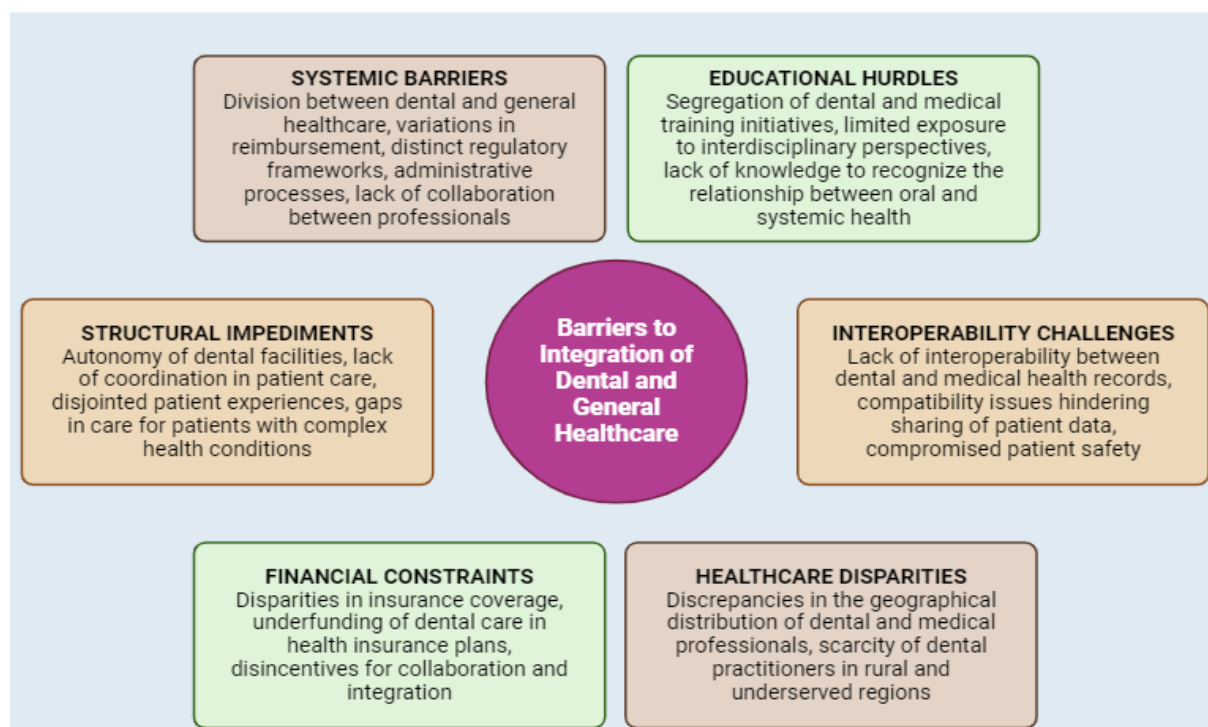 SYSTEMIC BARRIERS
Division between dental and general
healthcare, variations in
reimbursement, distinct regulatory
frameworks, administrative
processes, lack of collaboration
between professionals
EDUCATIONAL HURDLES
Segregation of dental and medical
training initiatives, limited exposure
to interdisciplinary perspectives,
lack of knowledge to recognize the
relationship between oral and
systemic health
STRUCTURAL IMPEDIMENTS
Autonomy of dental facilities, lack
of coordination in patient care,
disjointed patient experiences, gaps
in care for patients with complex
health conditions
Barriers to
Integration of
Dental and
General
Healthcare
INTEROPERABILITY CHALLENGES
Lack of interoperability between
dental and medical health records,
compatibility issues hindering
sharing of patient data,
compromised patient safety
FINANCIAL CONSTRAINTS
Disparities in insurance coverage,
underfunding of dental care in
health insurance plans,
disincentives for collaboration and
integration
HEALTHCARE DISPARITIES
Discrepancies in the geographical
distribution of dental and medical
professionals, scarcity of dental
practitioners in rural and
underserved regions